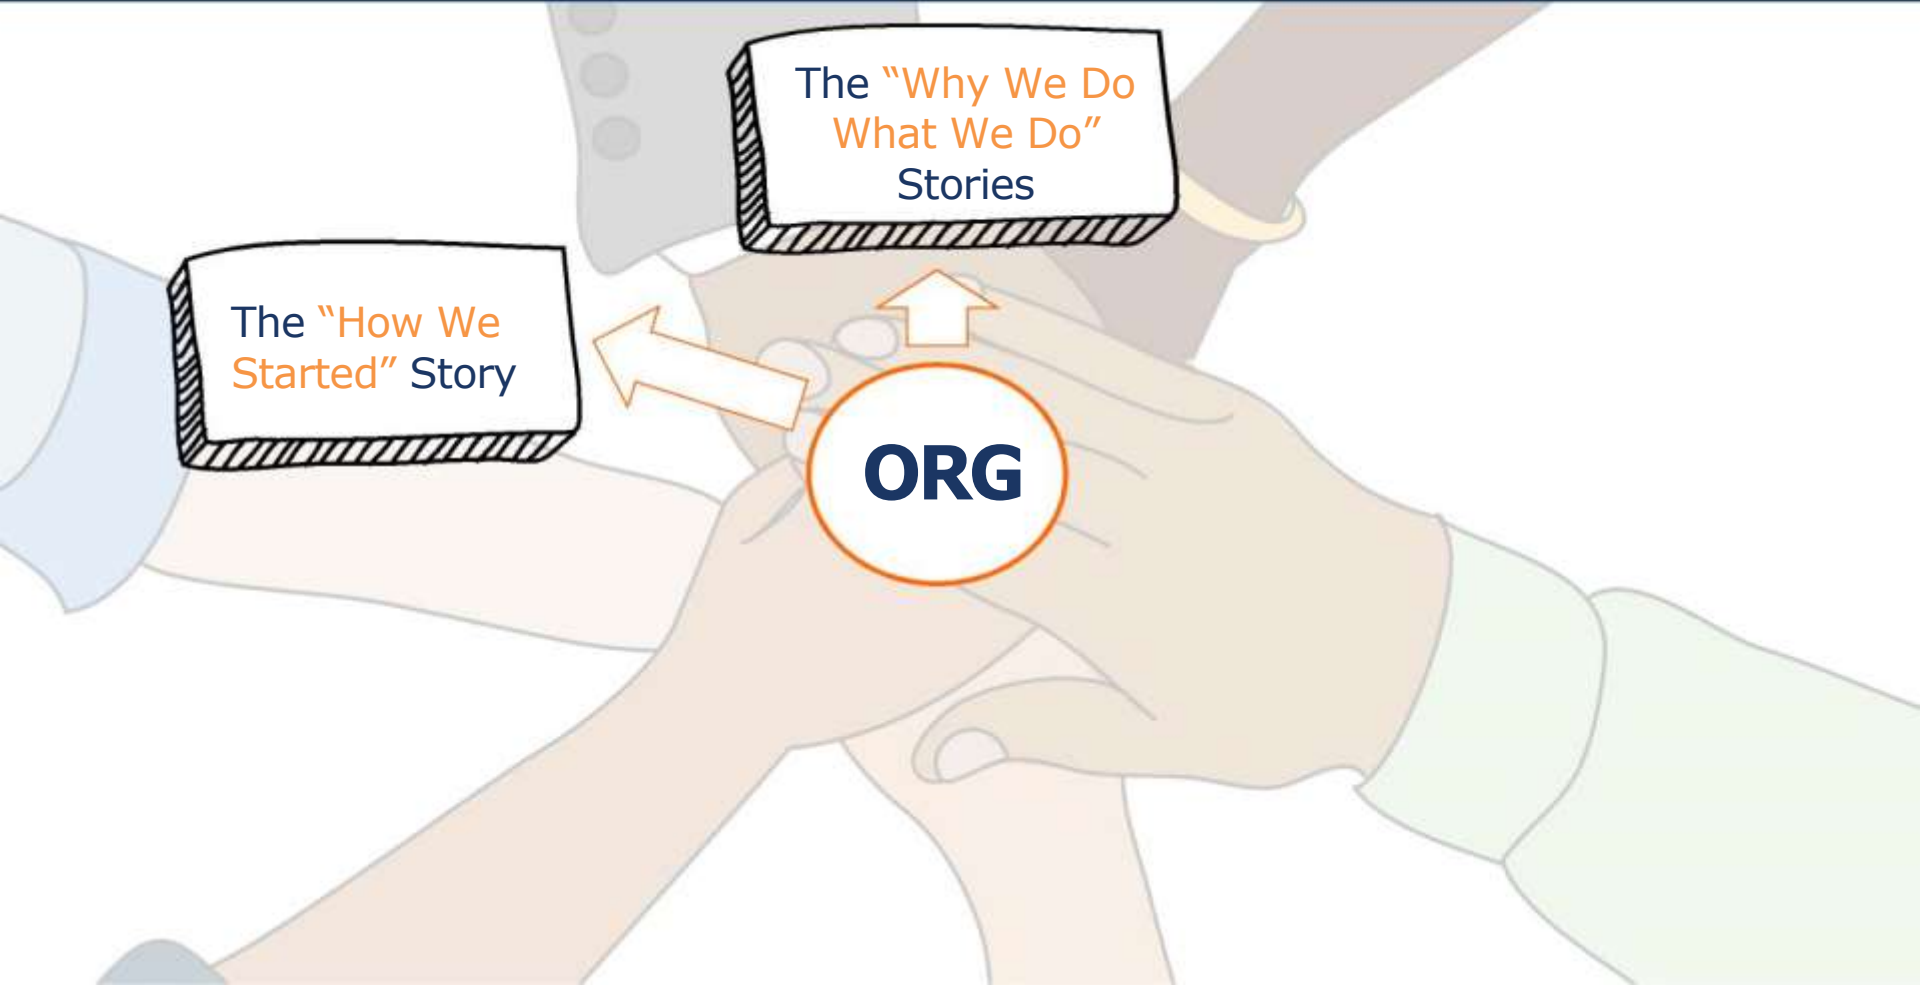 The “Why We Do
What We Do”
Stories
The “How We
Started” Story
ORG